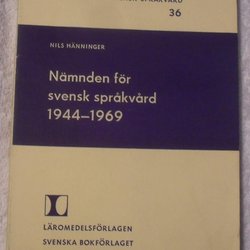 36
NILS HÄNNINGER
Nämnden för
svensk språkvård
1944–1969
LÄROMEDELSFÖRLAGEN
SVENSKA BOKFÖRLAGET